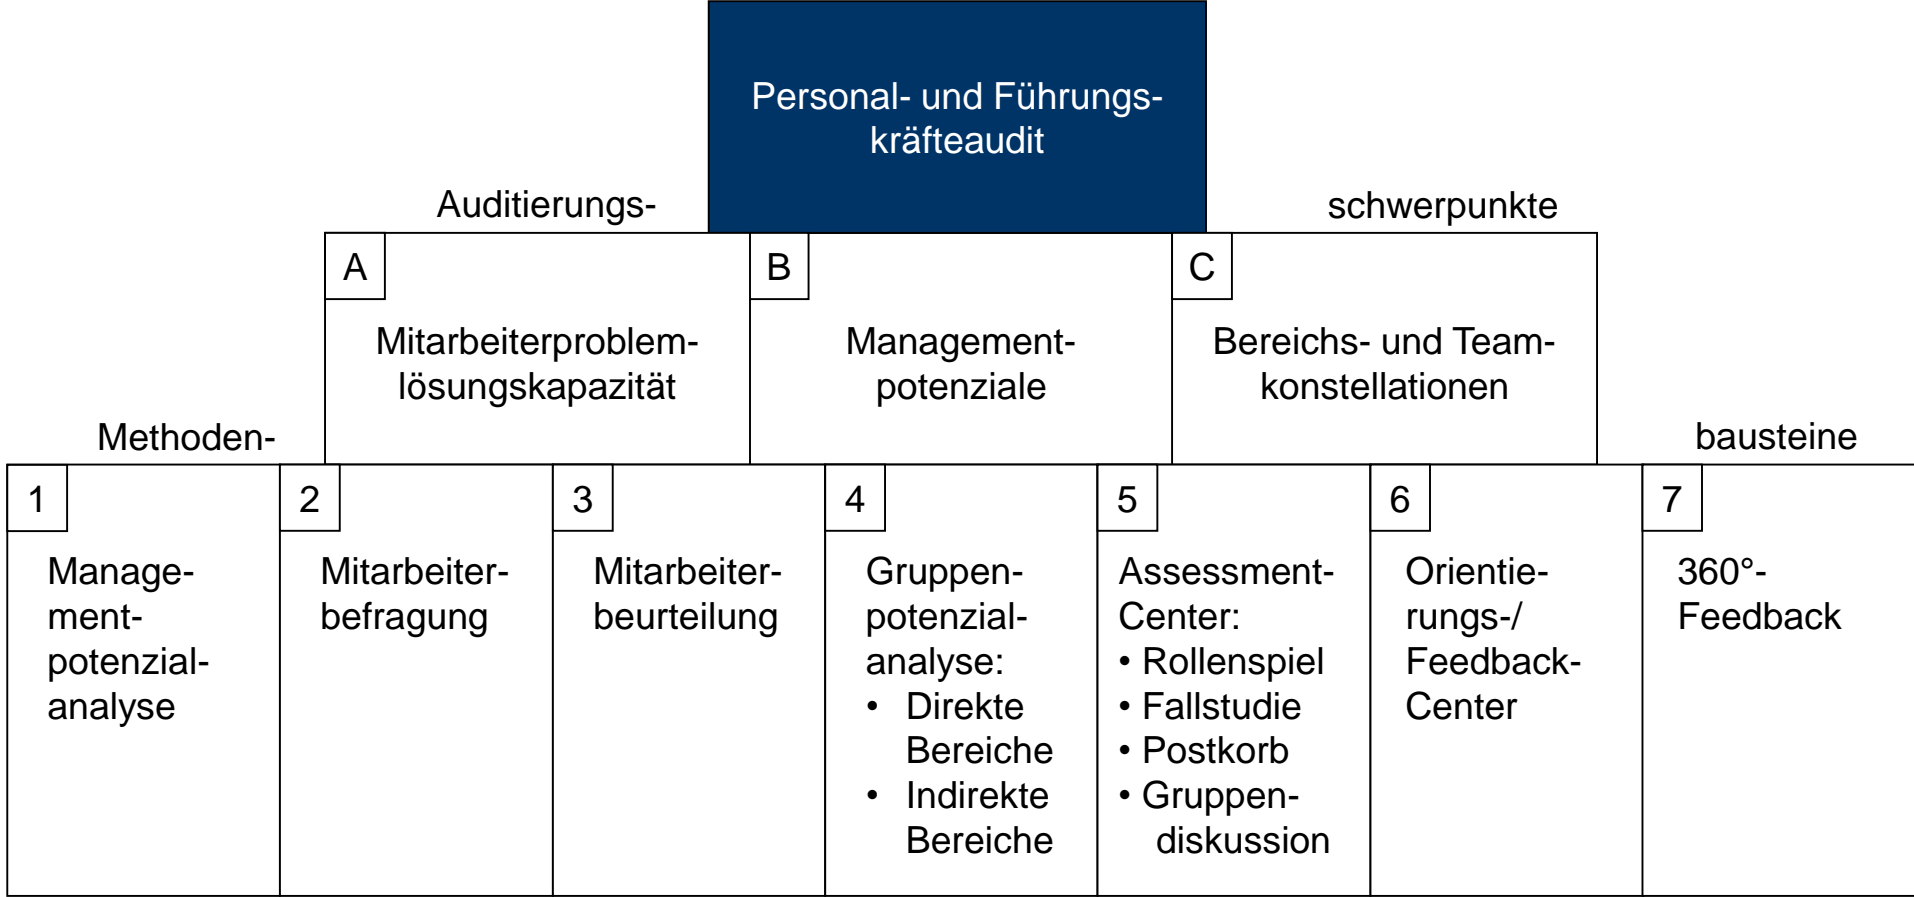 Personal- und Führungs-
kräfteaudit
Auditierungs-
schwerpunkte
A
Mitarbeiterproblem-
lösungskapazität
B
Management-
potenziale
C
Bereichs- und Team-
konstellationen
Methoden-
bausteine
1
Manage-
ment-
potenzial-
analyse
2
Mitarbeiter-
befragung
3
Mitarbeiter-
beurteilung
4
Gruppen-
potenzial-
analyse:
• Direkte
Bereiche
• Indirekte
Bereiche
5
Assessment-
Center:
• Rollenspiel
• Fallstudie
• Postkorb
• Gruppen-
diskussion
6
Orientie-
rungs-/
Feedback-
Center
7
360°-
Feedback